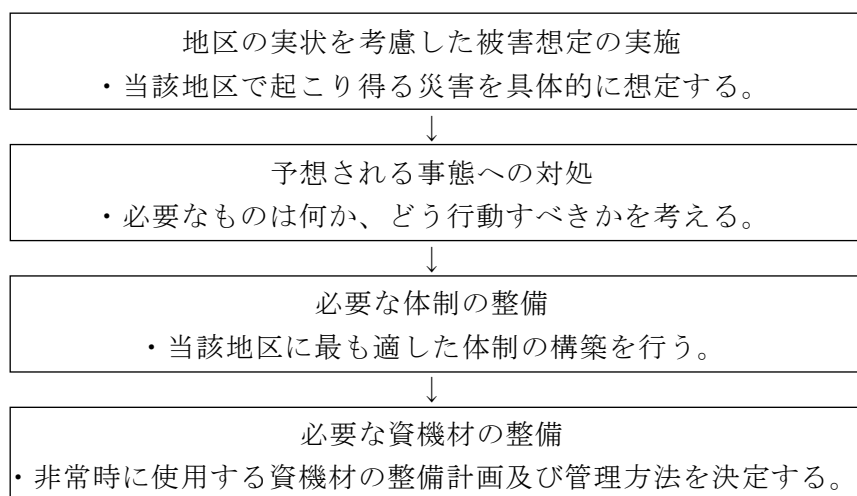 地区の実状を考慮した被害想定の実施
・当該地区で起こり得る災害を具体的に想定する。
↓
予想される事態への対処
・必要なものは何か、どう行動すべきかを考える。
↓
必要な体制の整備
・当該地区に最も適した体制の構築を行う。
↓
必要な資機材の整備
・非常時に使用する資機材の整備計画及び管理方法を決定する。